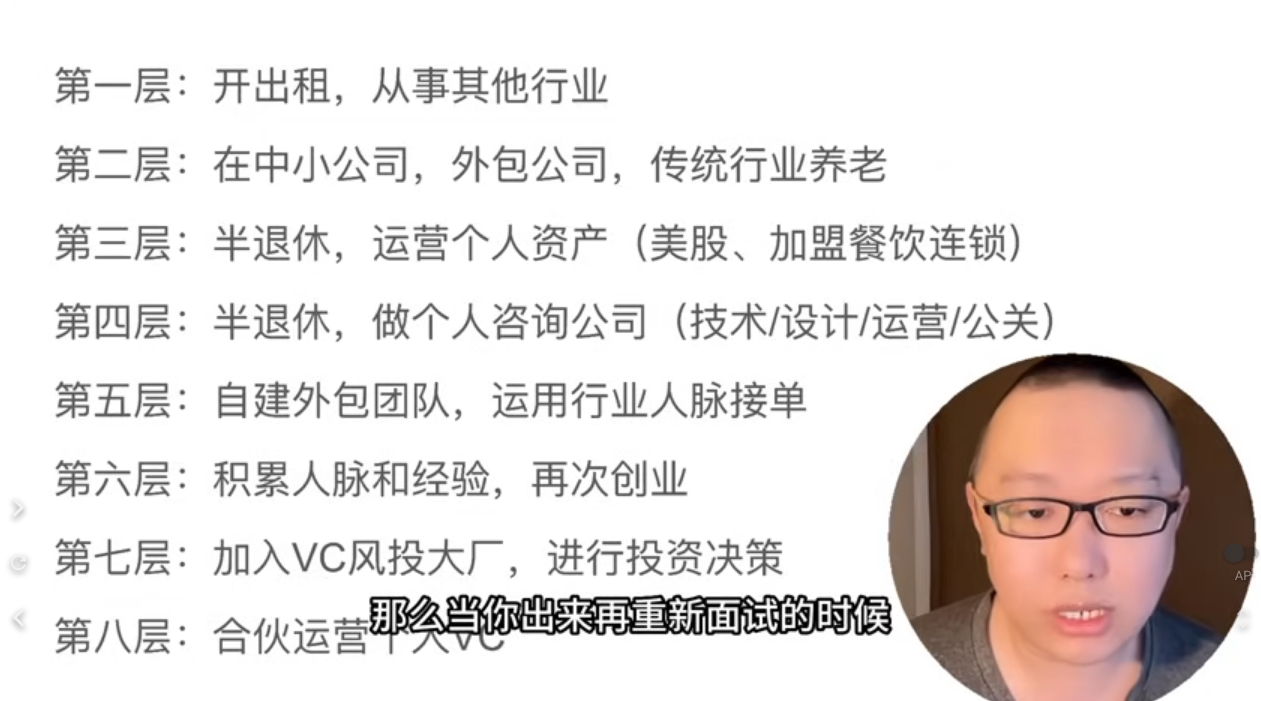 第一层：开出租，从事其他行业
第二层：在中小公司，外包公司，传统行业养老
第三层：半退休，运营个人资产（美股、加盟餐饮连锁）
第四层：半退休，做个人咨询公司（技术/设计/运营/公关）
第五层：自建外包团队，运用行业人脉接单
第六层：积累人脉和经验，再次创业
第七层：加入VC风投大厂，进行投资决策
那么当你出来再重新面试的时候
第八层：合伙运营个人VC
AP